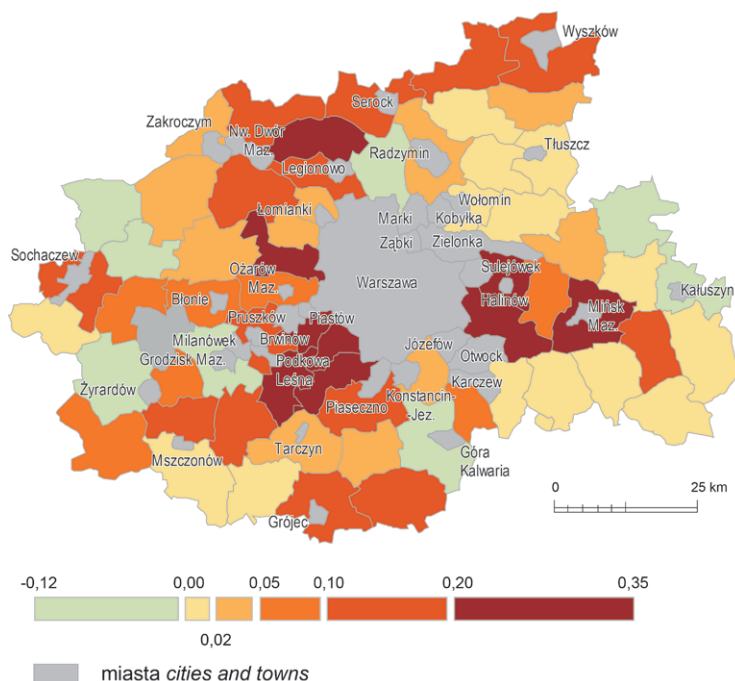 Wyszków
Serock
Zakroczym
Nw. Dwór
Maz.
Radzymin
Tłuszcz
Legionowo
Wołomin
Łomianki
Marki
Kobyłka
Ząbki
Zielonka
Sochaczew
Ożarów
Maz.
Sulejówek
Warszawa
Kałuszyn
Błonie
Halinów
Mińsk
Maz.
Pruszków
Piastów
Milanówek
Brwinów
Józefów
Grodzisk Maz.
Podkowa
Leśna
Otwock
Żyrardów
Karczew
Piaseczno
Konstancin-
-Jez.
Tarczyn
Góra
Kalwaria
Mszczonów
0 25 km
Grójec
-0,12 0,00 0,05 0,10 0,20 0,35
0,02
miasta cities and towns